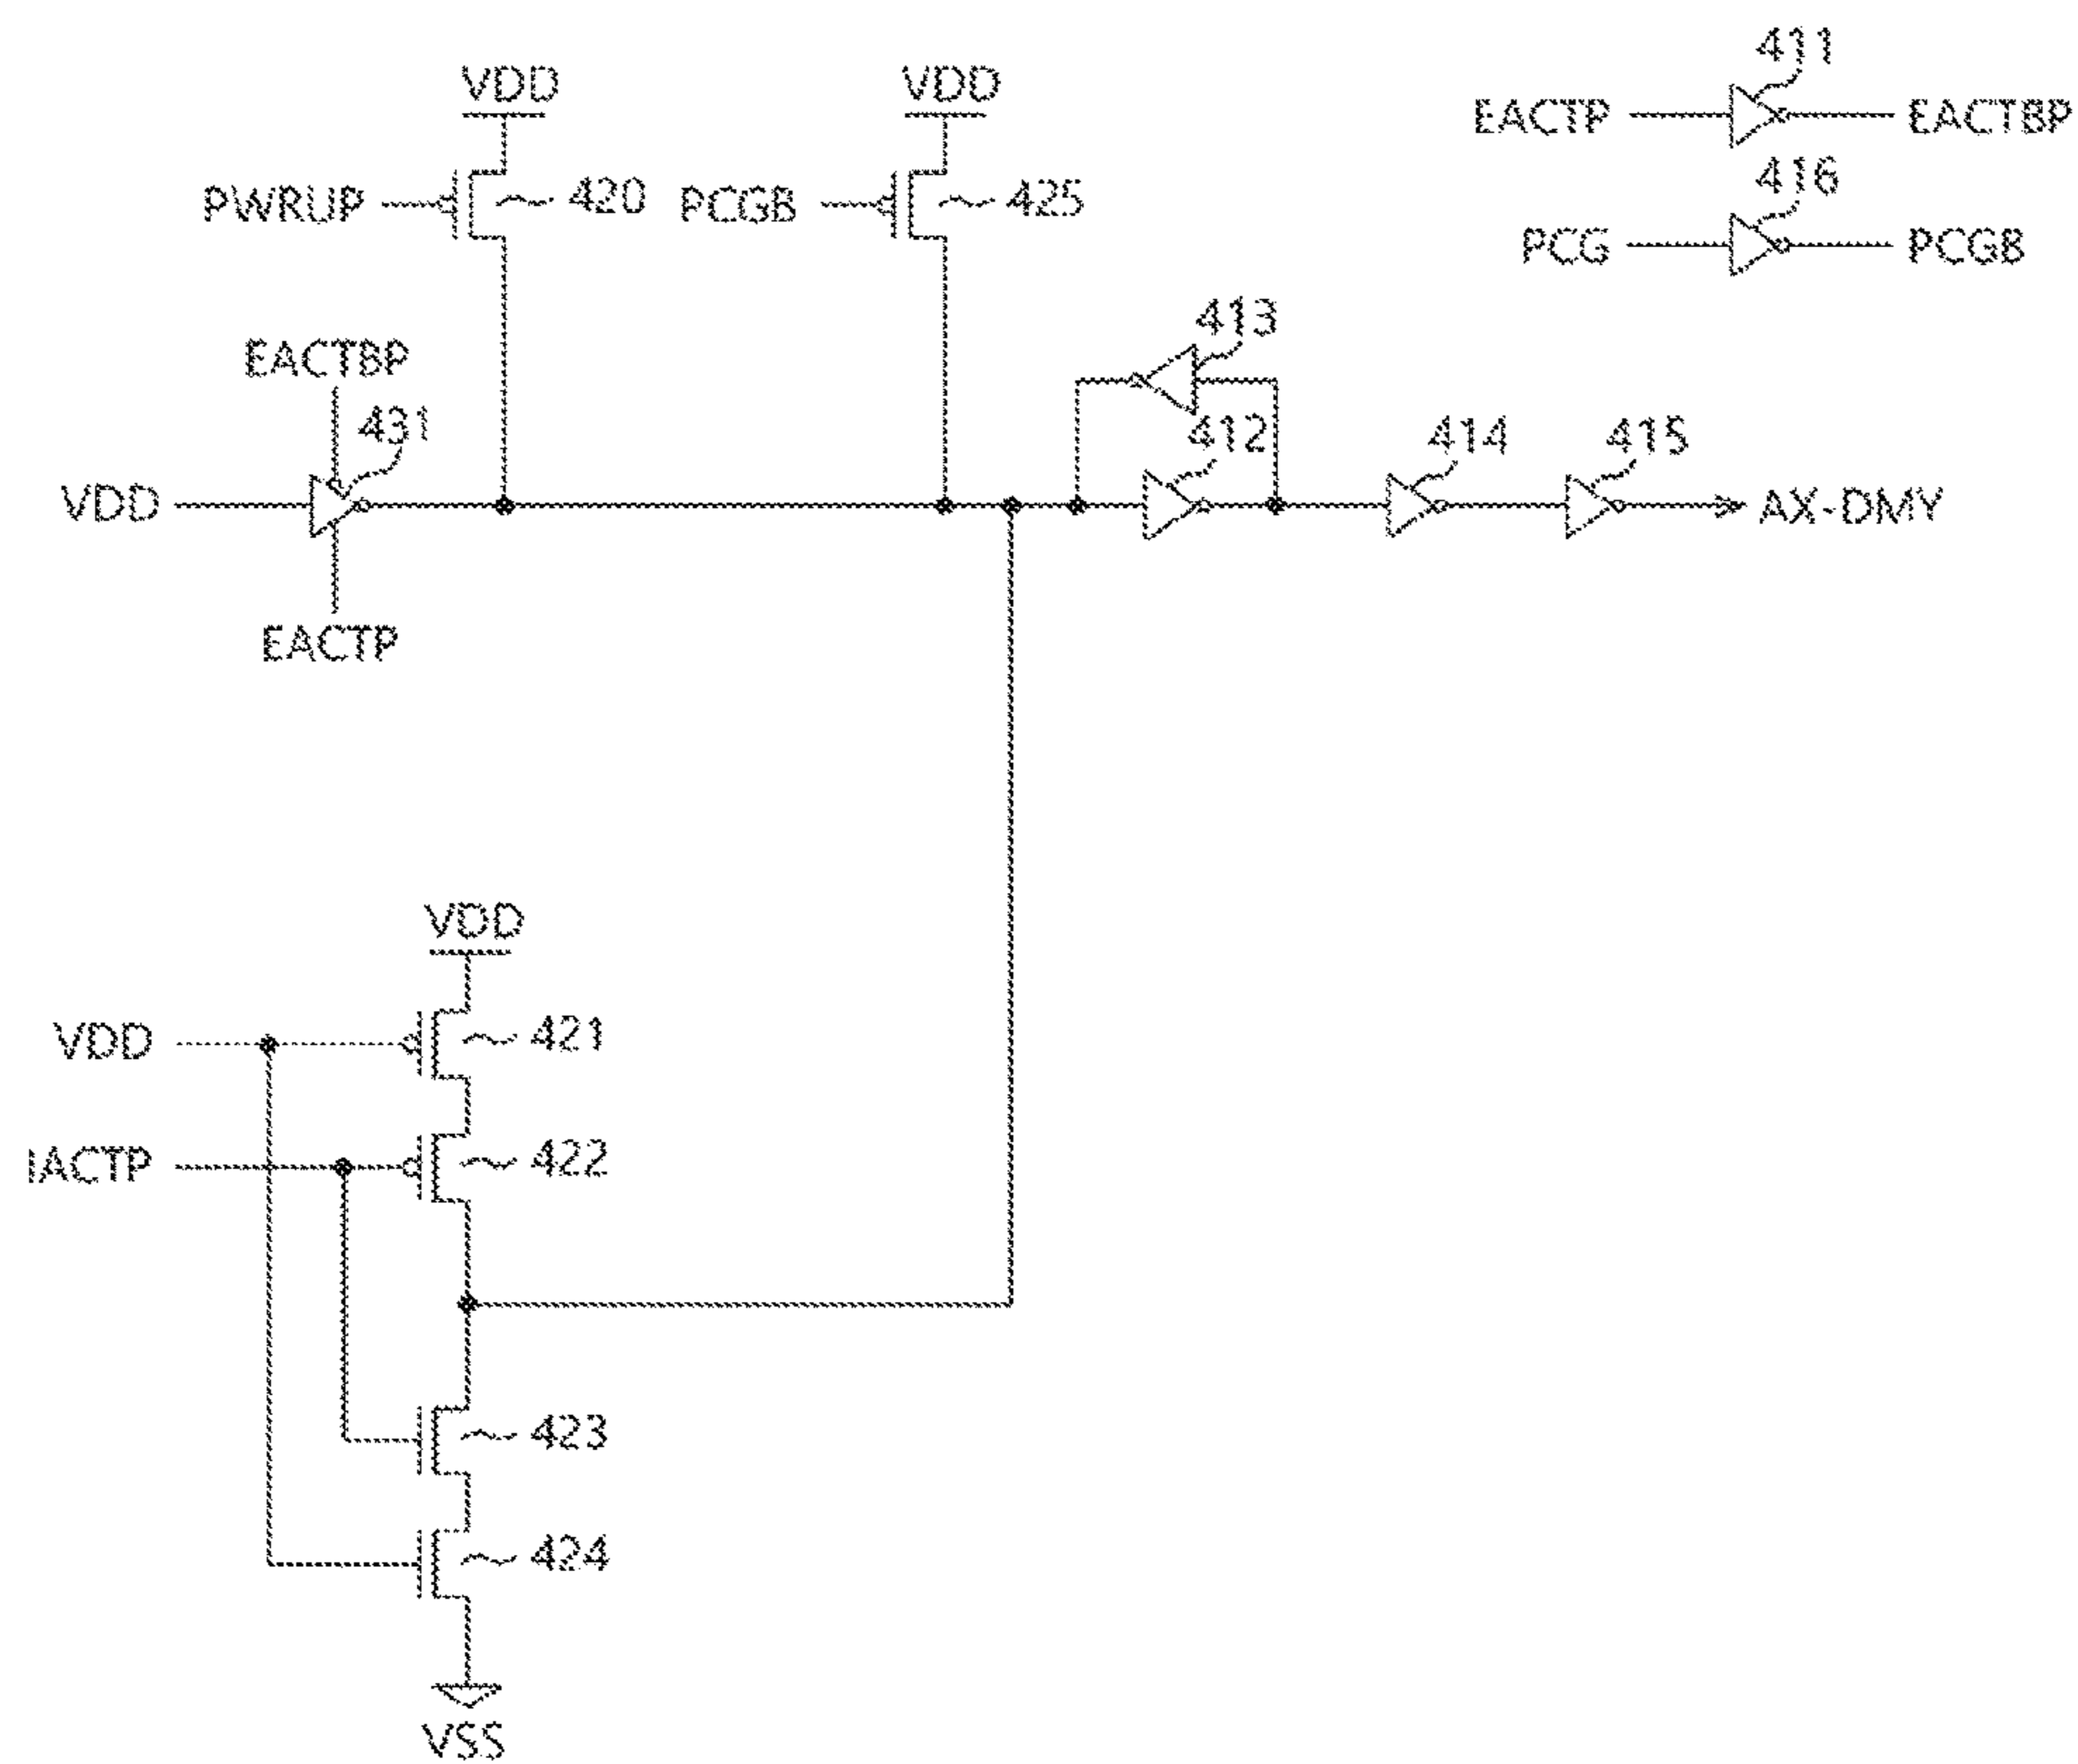 411
VDD
VDD
EACTP
EACTBP
416
PWRUP
420
PCGB
425
PCG
PCGB
413
EACTBP
431
412
414
415
VDD
AX-DMY
EACTP
VDD
VDD
421
IACTP
422
423
424
VSS